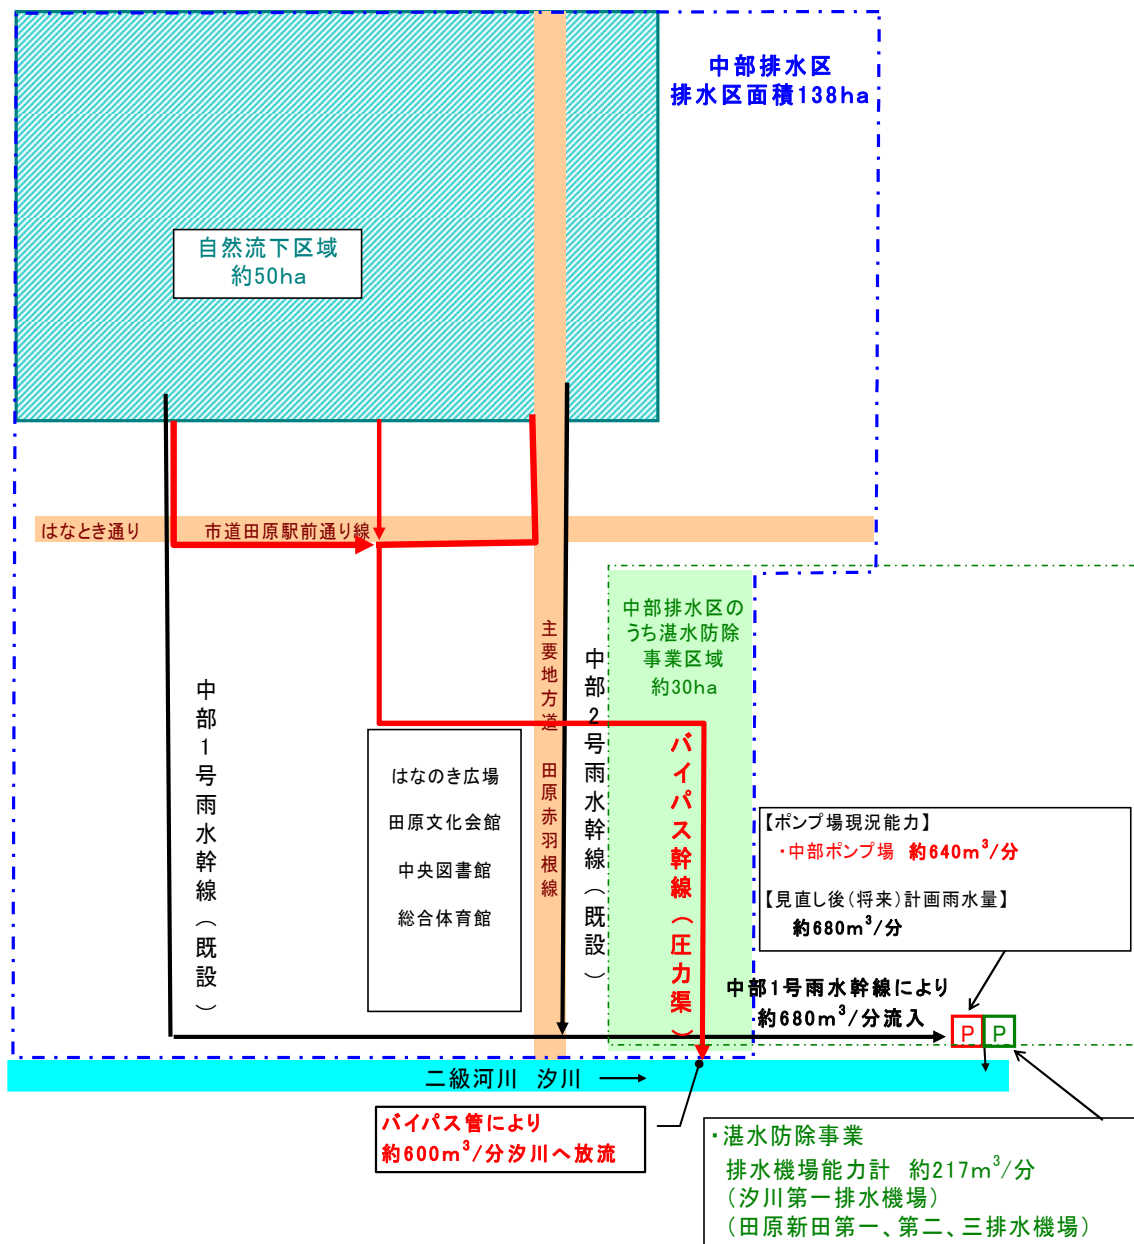 中部排水区
排水区面積138ha
自然流下区域
約50ha
はなとき通り
市道田原駅前通り線
中部排水区の
うち湛水防除
事業区域
約30ha
主要地方道 田原赤羽根線
中部1号雨水幹線(既設)
中部2号雨水幹線(既設)
バイパス幹線(圧力渠)
はなのき広場
田原文化会館
中央図書館
総合体育館
【ポンプ場現況能力】
・中部ポンプ場 約640m³/分
【見直し後(将来)計画雨水量】
約680m³/分
中部1号雨水幹線により
約680m³/分流入
P
P
二級河川 汐川
バイパス管により
約600m³/分汐川へ放流
・湛水防除事業
排水機場能力計 約217m³/分
(汐川第一排水機場)
(田原新田第一、第二、三排水機場)